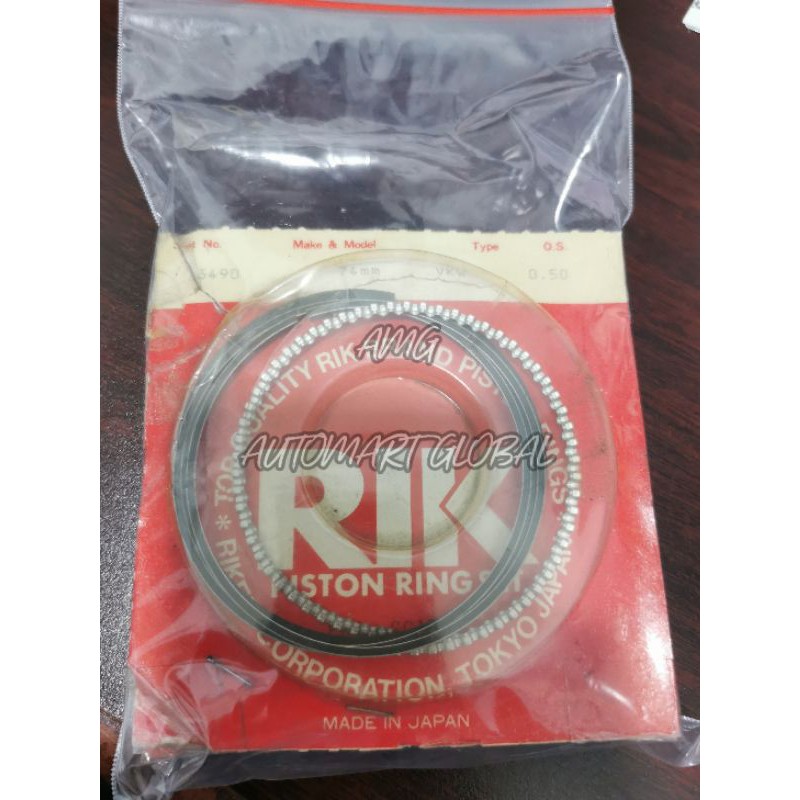 No. Make & Model Type O.S.
74mm 0.50
AMG
TOP QUALITY RIK PISTON RINGS
AUTOMART GLOBAL
RIK
PISTON RING SET
CORPORATION, TOKYO JAPAN
MADE IN JAPAN